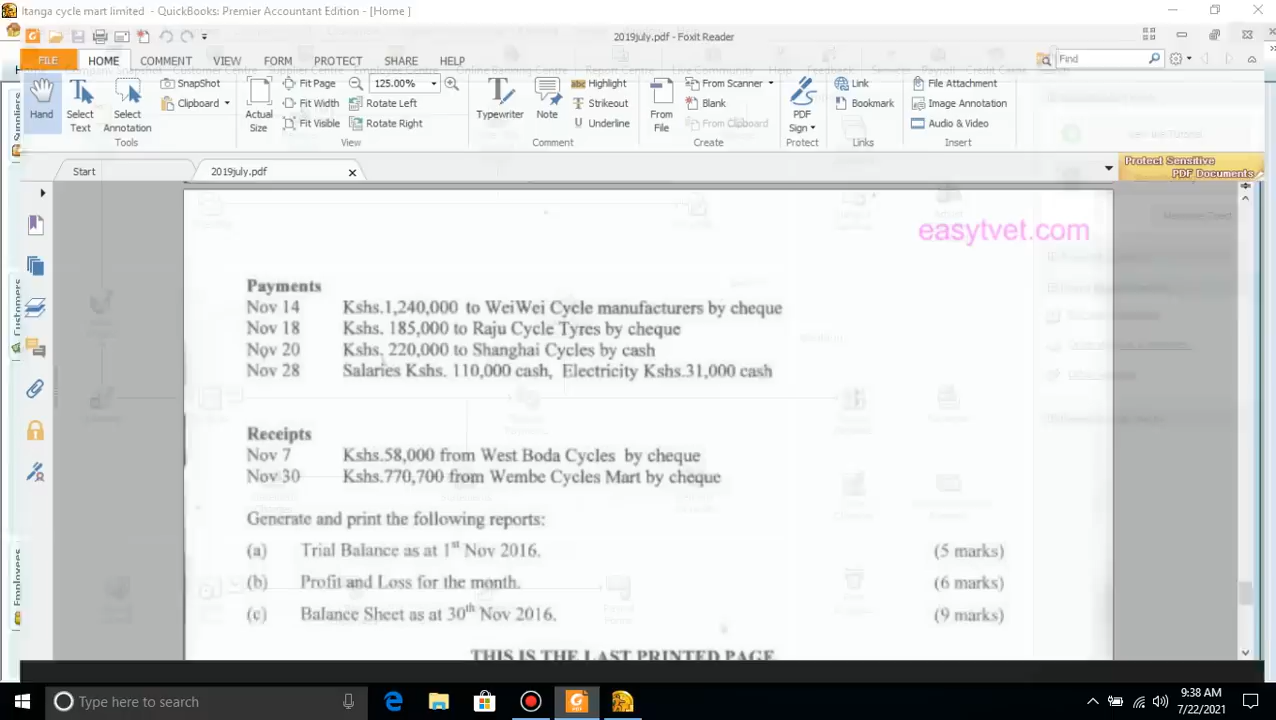 Itanga cycle mart limited - QuickBooks: Premier Accountant Edition - [Home ]
2019july.pdf - Foxit Reader
FILE HOME COMMENT VIEW FORM PROTECT SHARE HELP
Find
SnapShot Fit Page 125.00% From Scanner Link File Attachment
Highlight
Clipboard Fit Width Rotate Left Strikeout Blank Bookmark Image Annotation
Hand Select Text Select Annotation Actual Size Fit Visible Rotate Right Typewriter Note Underline From File From Clipboard PDF Sign Audio & Video
Tools View Comment Create Protect Links Insert
Start 2019july.pdf
Protect Sensitive
PDF Documents
Suppliers
Customers
Employees
easytvet.com
Payments
Nov 14 Kshs.1,240,000 to WeiWei Cycle manufacturers by cheque
Nov 18 Kshs. 185,000 to Raju Cycle Tyres by cheque
Nov 20 Kshs. 220,000 to Shanghai Cycles by cash
Nov 28 Salaries Kshs. 110,000 cash, Electricity Kshs.31,000 cash
Receipts
Nov 7 Kshs.58,000 from West Boda Cycles by cheque
Nov 30 Kshs.770,700 from Wembe Cycles Mart by cheque
Generate and print the following reports:
(a) Trial Balance as at 1st Nov 2016. (5 marks)
(b) Profit and Loss for the month. (6 marks)
(c) Balance Sheet as at 30th Nov 2016. (9 marks)
THIS IS THE LAST PRINTED PAGE.
Type here to search
9:38 AM
7/22/2021